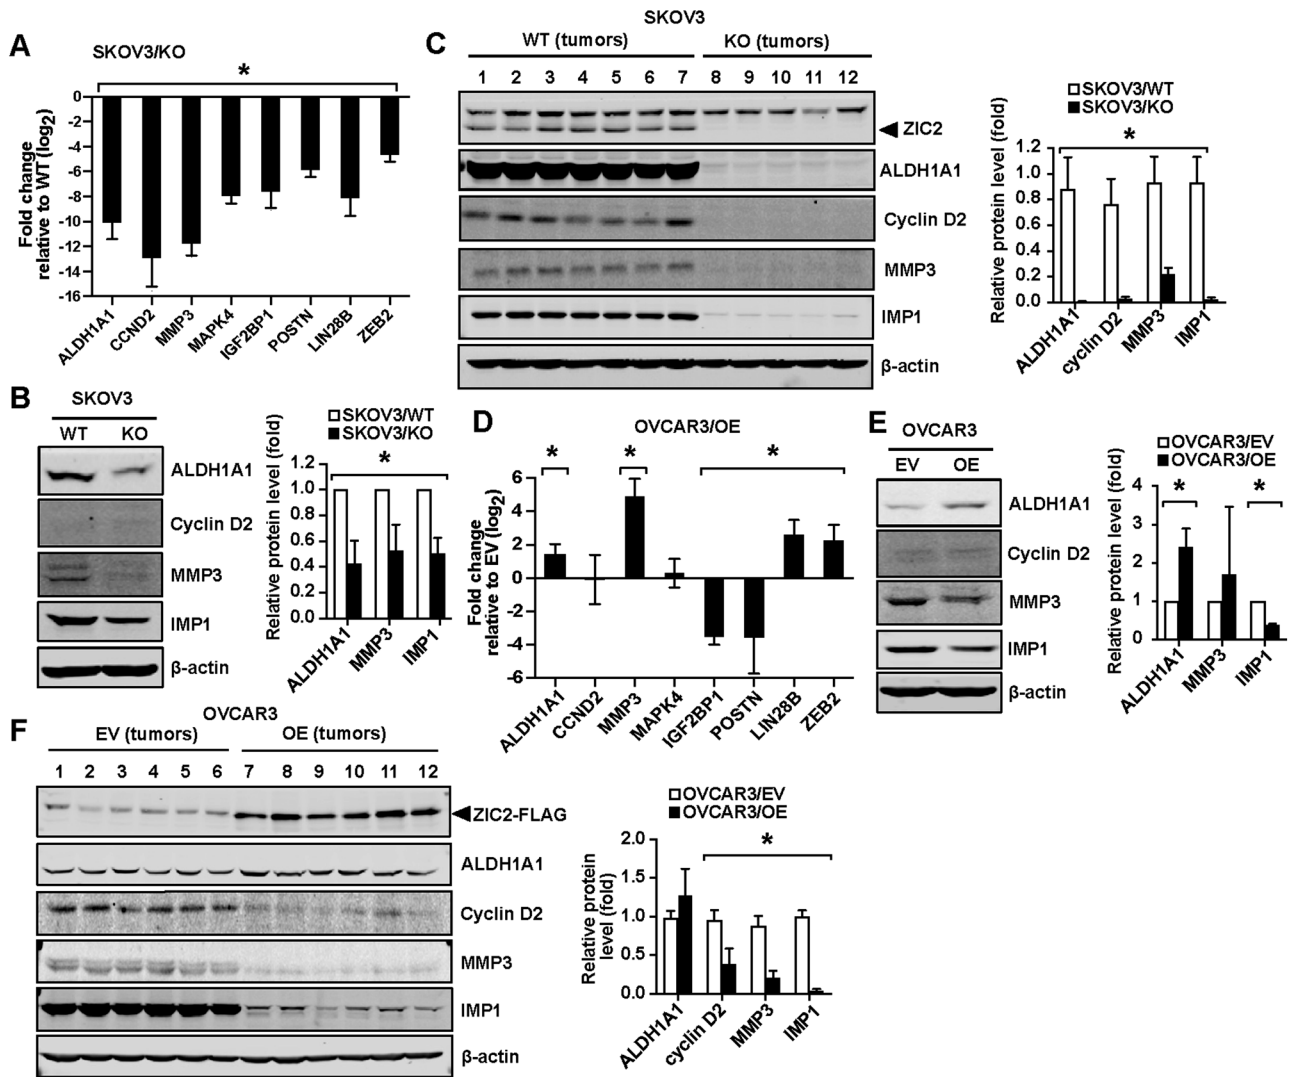 A
SKOV3/KO
*
Fold change
relative to WT (log2)
0
-2
-4
-6
-8
-10
-12
-14
-16
ALDH1A1
CCND2
MMP3
MAPK4
IGF2BP1
POSTN
LIN28B
ZEB2
B
SKOV3
WT KO
ALDH1A1
Cyclin D2
MMP3
IMP1
β-actin
SKOV3/WT
SKOV3/KO
*
Relative protein level (fold)
1.2
1.0
0.8
0.6
0.4
0.2
0.0
ALDH1A1
MMP3
IMP1
C
SKOV3
WT (tumors) KO (tumors)
1 2 3 4 5 6 7 8 9 10 11 12
ZIC2
ALDH1A1
Cyclin D2
MMP3
IMP1
β-actin
SKOV3/WT
SKOV3/KO
*
Relative protein level (fold)
1.2
1.0
0.8
0.6
0.4
0.2
0.0
ALDH1A1
cyclin D2
MMP3
IMP1
D
OVCAR3/OE
* * *
Fold change
relative to EV (log2)
6
4
2
0
-2
-4
-6
ALDH1A1
CCND2
MMP3
MAPK4
IGF2BP1
POSTN
LIN28B
ZEB2
E
OVCAR3
EV OE
ALDH1A1
Cyclin D2
MMP3
IMP1
β-actin
OVCAR3/EV
OVCAR3/OE
* *
Relative protein level (fold)
4
3
2
1
0
ALDH1A1
MMP3
IMP1
F
OVCAR3
EV (tumors) OE (tumors)
1 2 3 4 5 6 7 8 9 10 11 12
ZIC2-FLAG
ALDH1A1
Cyclin D2
MMP3
IMP1
β-actin
OVCAR3/EV
OVCAR3/OE
*
Relative protein
level (fold)
2.0
1.5
1.0
0.5
0.0
ALDH1A1
cyclin D2
MMP3
IMP1